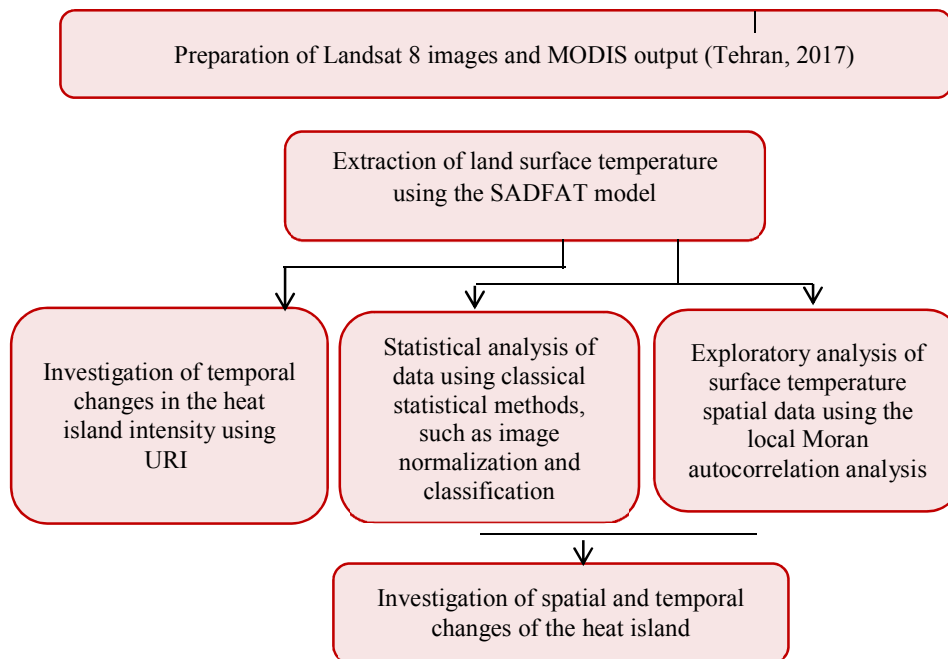 Preparation of Landsat 8 images and MODIS output (Tehran, 2017)
Extraction of land surface temperature
using the SADFAT model
Investigation of temporal
changes in the heat
island intensity using
URI
Statistical analysis of
data using classical
statistical methods,
such as image
normalization and
classification
Exploratory analysis of
surface temperature
spatial data using the
local Moran
autocorrelation analysis
Investigation of spatial and temporal
changes of the heat island